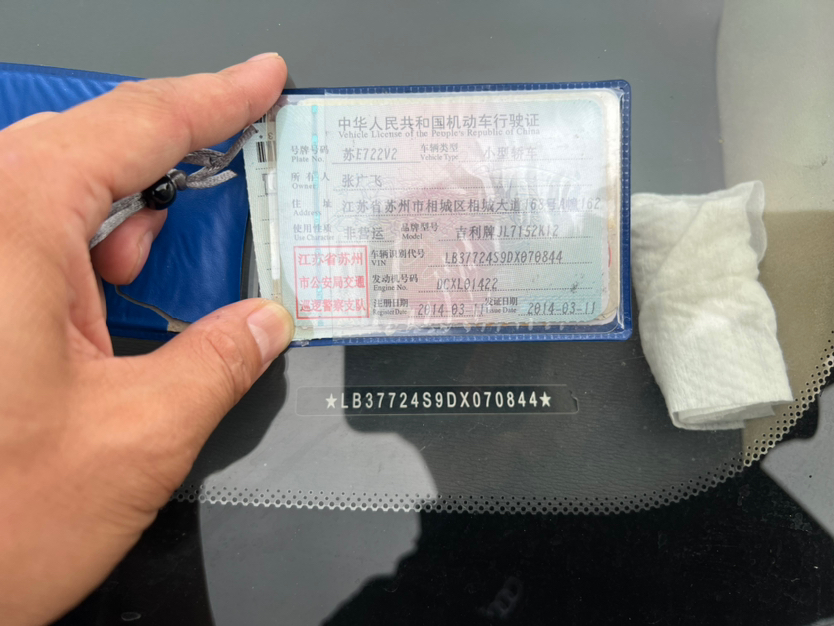 中华人民共和国机动车行驶证
Vehicle License of the People's Republic of China
号牌号码 苏E722V2 车辆类型 小型轿车
Plate No. Vehicle Type
所有人 张广飞
Owner
住址 江苏省苏州市相城区相城大道163号
Address
使用性质 非营运 品牌型号 吉利牌JL7152K12
Use Character Model
江苏省苏州
市公安局交通
巡逻警察支队
车辆识别代号 LB37724S9DX070844
VIN
发动机号码 DCXL01422
Engine No.
注册日期 2014-03-11 发证日期 2014-03-11
Register Date Issue Date
★LB37724S9DX070844★